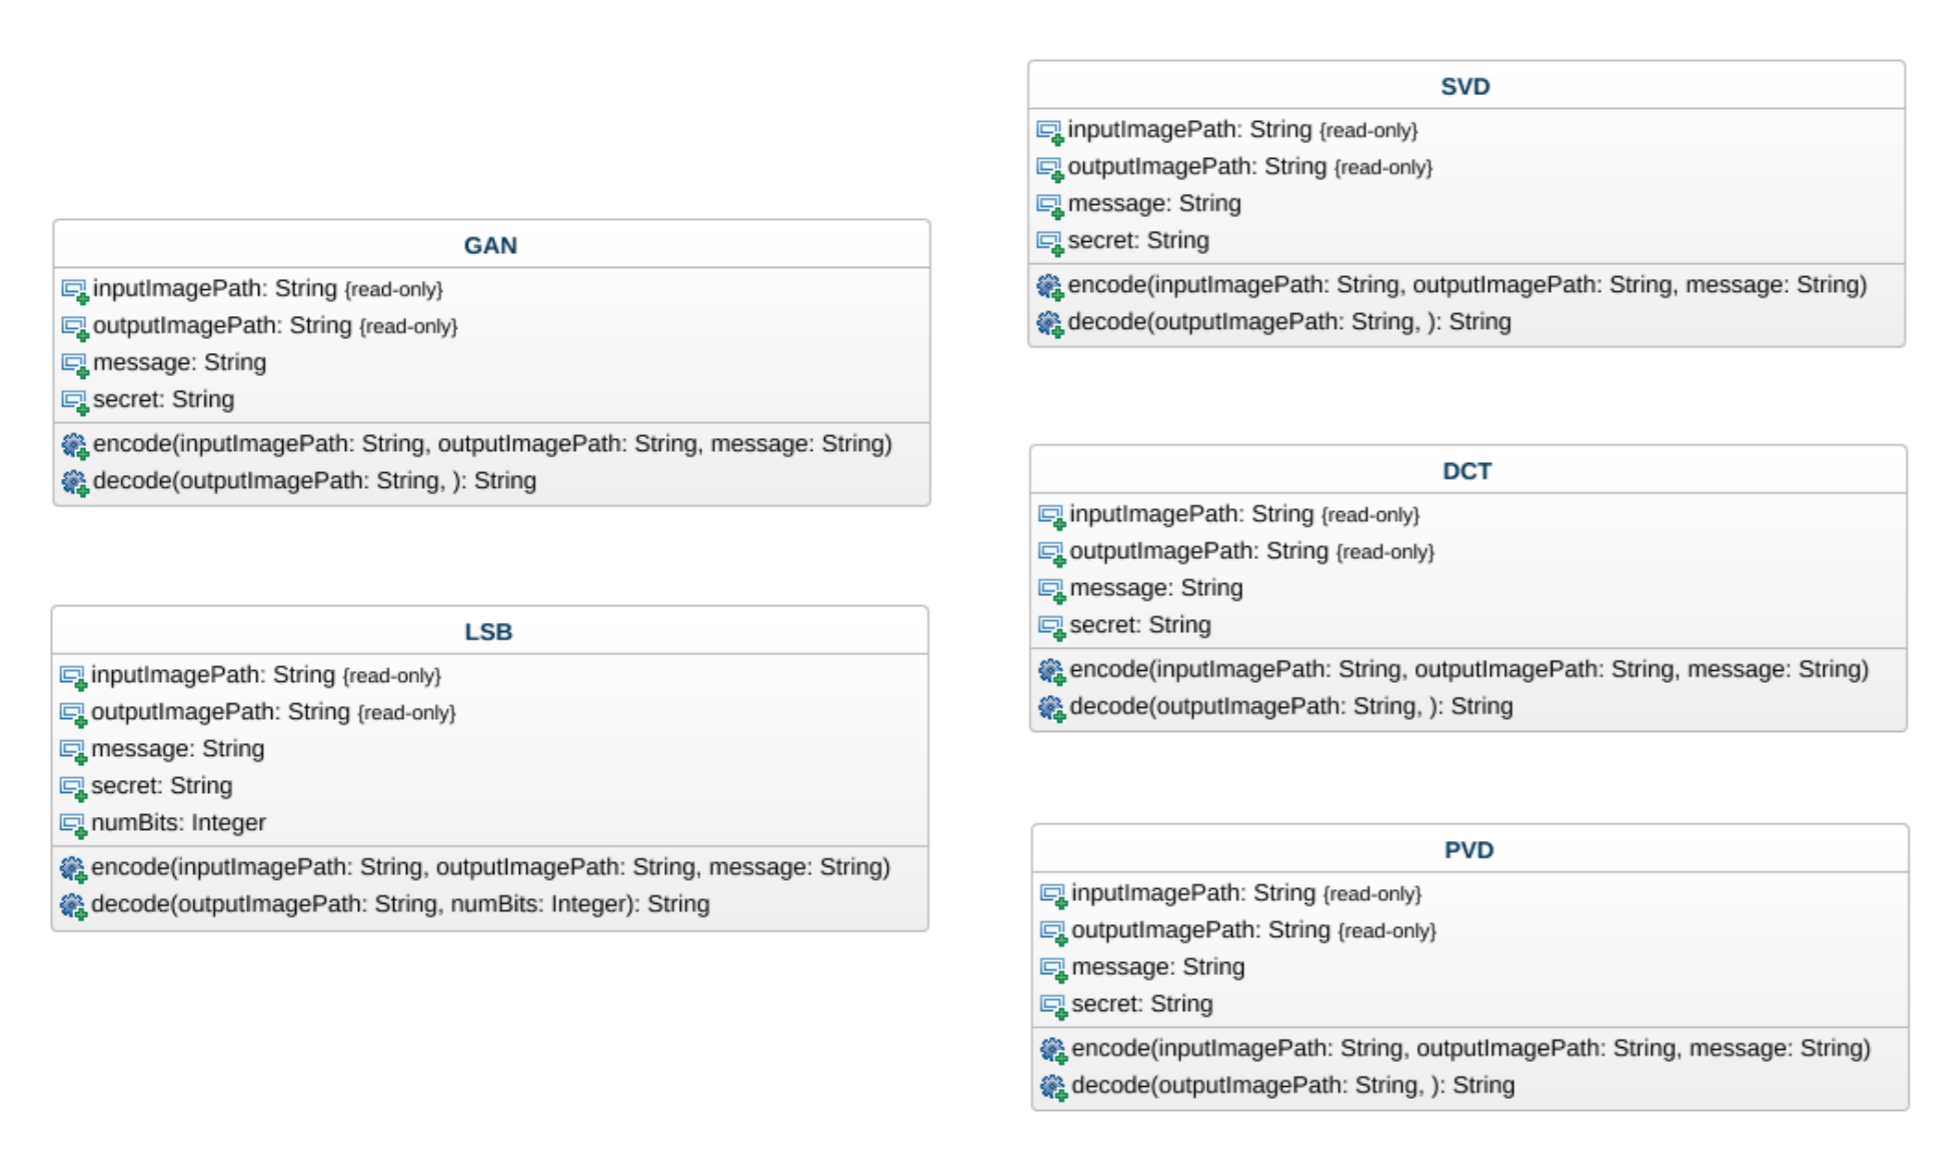 GAN
inputImagePath: String {read-only}
outputImagePath: String {read-only}
message: String
secret: String
encode(inputImagePath: String, outputImagePath: String, message: String)
decode(outputImagePath: String, ): String
LSB
inputImagePath: String {read-only}
outputImagePath: String {read-only}
message: String
secret: String
numBits: Integer
encode(inputImagePath: String, outputImagePath: String, message: String)
decode(outputImagePath: String, numBits: Integer): String
SVD
inputImagePath: String {read-only}
outputImagePath: String {read-only}
message: String
secret: String
encode(inputImagePath: String, outputImagePath: String, message: String)
decode(outputImagePath: String, ): String
DCT
inputImagePath: String {read-only}
outputImagePath: String {read-only}
message: String
secret: String
encode(inputImagePath: String, outputImagePath: String, message: String)
decode(outputImagePath: String, ): String
PVD
inputImagePath: String {read-only}
outputImagePath: String {read-only}
message: String
secret: String
encode(inputImagePath: String, outputImagePath: String, message: String)
decode(outputImagePath: String, ): String